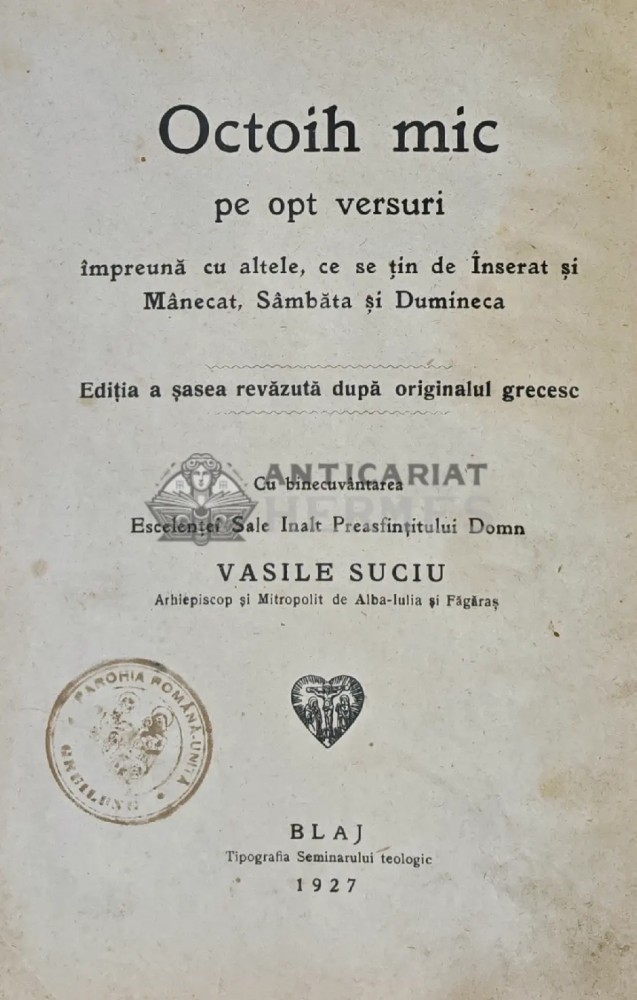 Octoih mic
pe opt versuri
împreună cu altele, ce se țin de Înserat și
Mânecat, Sâmbăta și Dumineca
Ediția a șasea revăzută după originalul grecesc
ANTICARIAT
HERMES
Cu binecuvântarea
Escelenței Sale Inalt Preasfințitului Domn
VASILE SUCIU
Arhiepiscop și Mitropolit de Alba-Iulia și Făgăraș
PAROHIA ROMÂNĂ-UNITĂ
BLAJ
Tipografia Seminarului teologic
1927